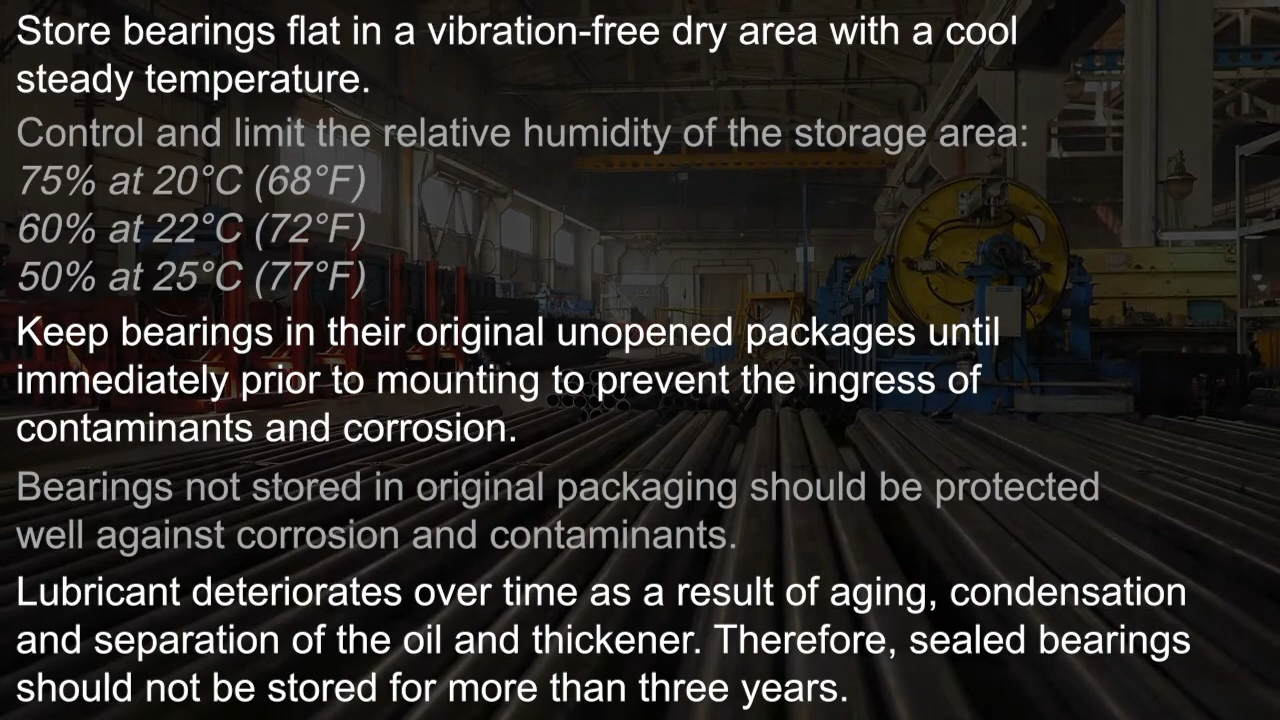 Store bearings flat in a vibration-free dry area with a cool
steady temperature.
Control and limit the relative humidity of the storage area:
75% at 20°C (68°F)
60% at 22°C (72°F)
50% at 25°C (77°F)
Keep bearings in their original unopened packages until
immediately prior to mounting to prevent the ingress of
contaminants and corrosion.
Bearings not stored in original packaging should be protected
well against corrosion and contaminants.
Lubricant deteriorates over time as a result of aging, condensation
and separation of the oil and thickener. Therefore, sealed bearings
should not be stored for more than three years.